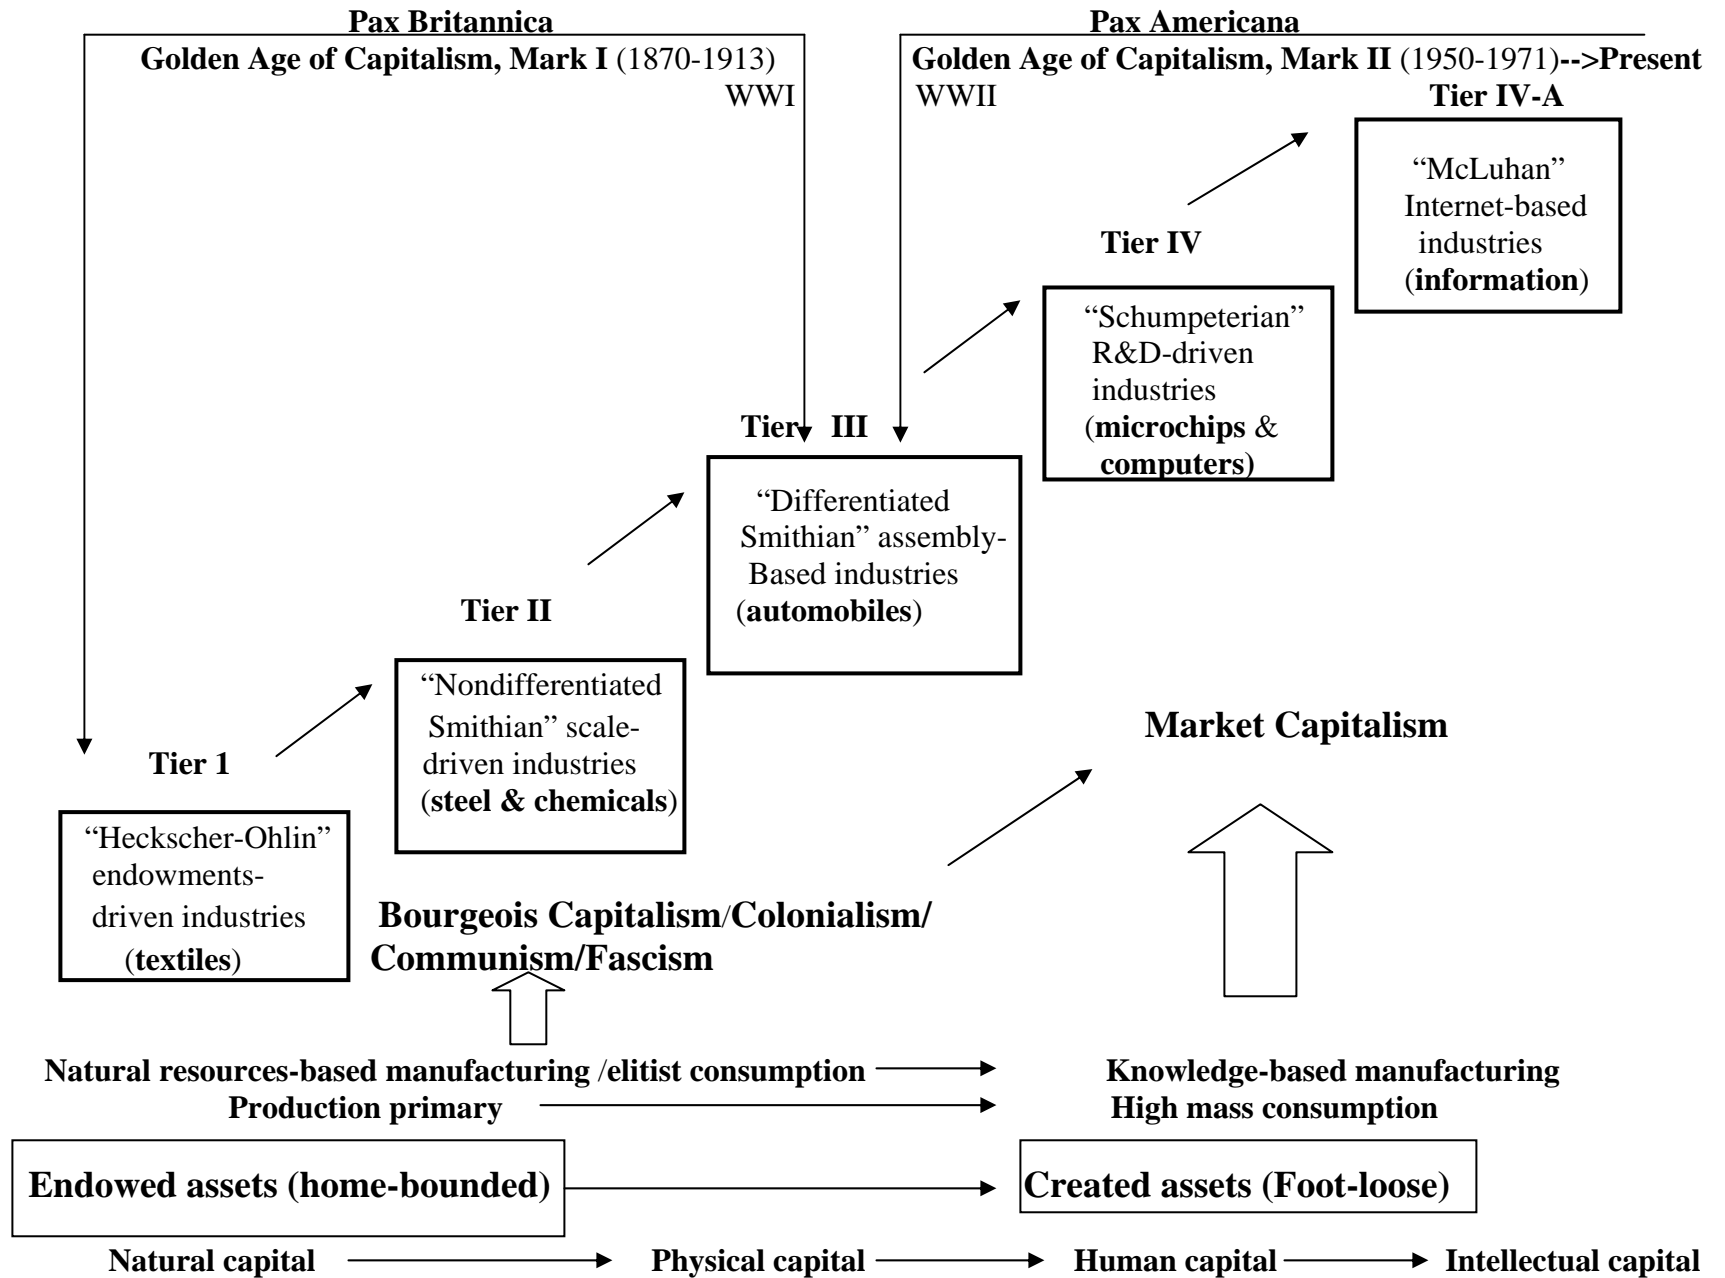 Pax Britannica
Golden Age of Capitalism, Mark I (1870-1913)
WWI
Pax Americana
Golden Age of Capitalism, Mark II (1950-1971)-->Present
WWII
Tier IV-A
“McLuhan”
Internet-based
industries
(information)
Tier IV
“Schumpeterian”
R&D-driven
industries
(microchips &
computers)
Tier III
“Differentiated
Smithian” assembly-
Based industries
(automobiles)
Tier II
“Nondifferentiated
Smithian” scale-
driven industries
(steel & chemicals)
Tier 1
“Heckscher-Ohlin”
endowments-
driven industries
(textiles)
Market Capitalism
Bourgeois Capitalism/Colonialism/
Communism/Fascism
Natural resources-based manufacturing /elitist consumption
Knowledge-based manufacturing
Production primary
High mass consumption
Endowed assets (home-bounded)
Created assets (Foot-loose)
Natural capital
Physical capital
Human capital
Intellectual capital